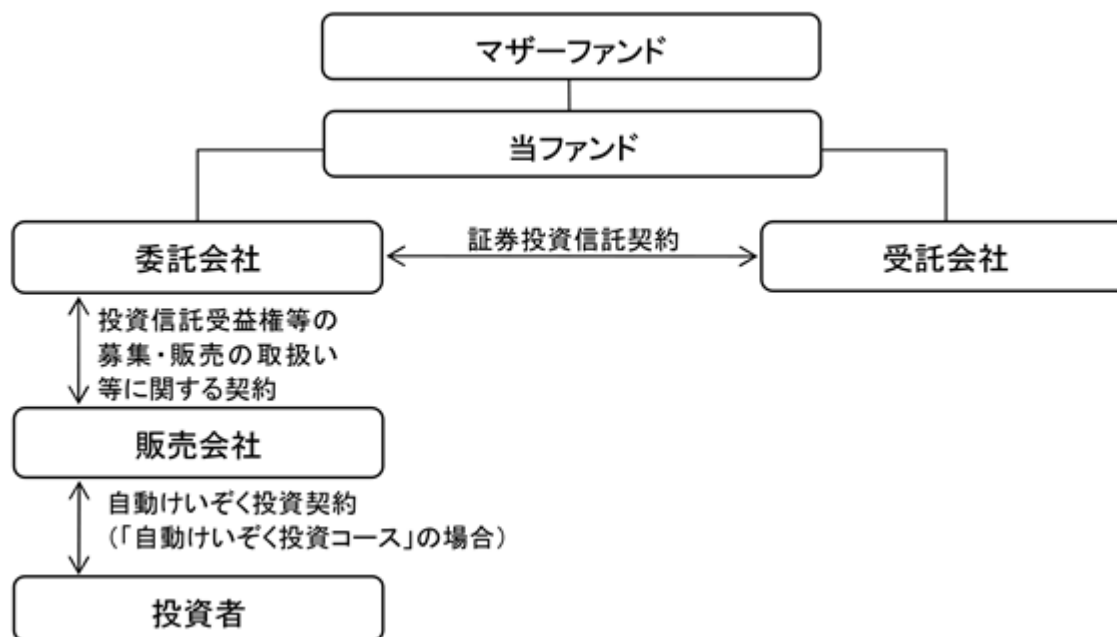 マザーファンド
当ファンド
委託会社
証券投資信託契約
受託会社
投資信託受益権等の
募集・販売の取扱い
等に関する契約
販売会社
自動けいぞく投資契約
(「自動けいぞく投資コース」の場合)
投資者